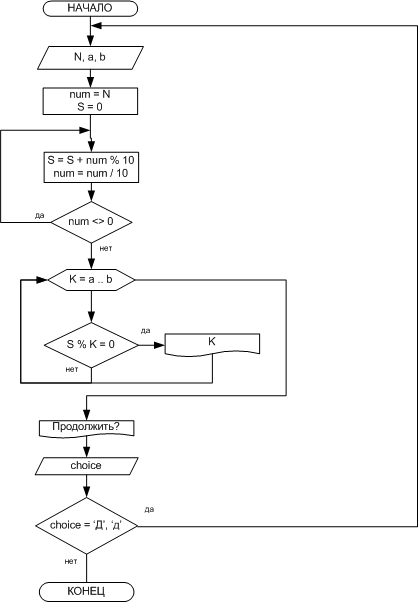 НАЧАЛО
N, a, b
num = N
S = 0
S = S + num % 10
num = num / 10
да
num <> 0
нет
K = a .. b
да
S % K = 0
K
нет
Продолжить?
choice
да
choice = 'Д', 'д'
нет
КОНЕЦ